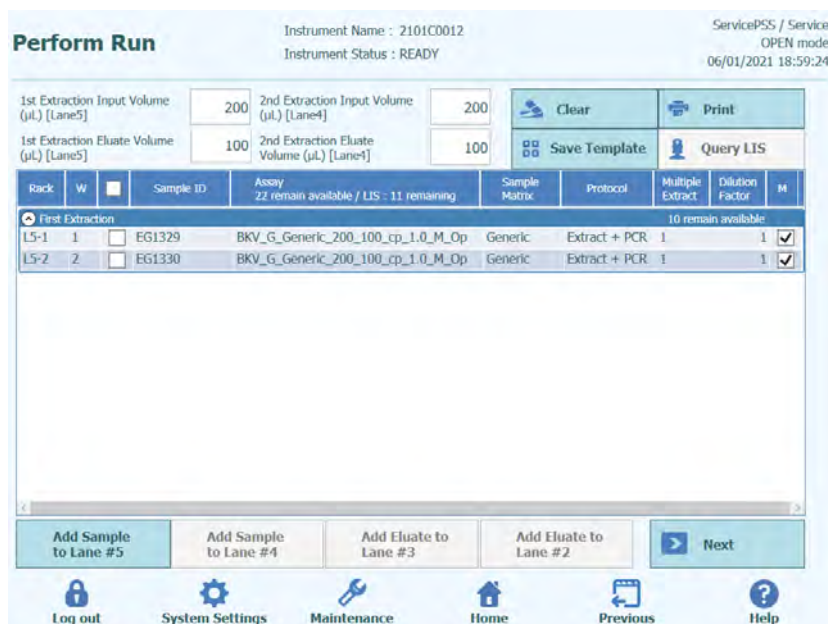 Perform Run
Instrument Name : 2101C0012
Instrument Status : READY
ServicePSS / Service
OPEN mode
06/01/2021 18:59:24
1st Extraction Input Volume (µL) [Lane5] 200
2nd Extraction Input Volume (µL) [Lane4] 200
Clear
Print
1st Extraction Eluate Volume (µL) [Lane5] 100
2nd Extraction Eluate Volume (µL) [Lane4] 100
Save Template
Query LIS
Rack W Sample ID Assay 22 remain available / LIS : 11 remaining Sample Matrix Protocol Multiple Extract Dilution Factor M
First Extraction 10 remain available
L5-1 1 EG1329 BKV_G_Generic_200_100_cp_1.0_M_Op Generic Extract + PCR 1 1
L5-2 2 EG1330 BKV_G_Generic_200_100_cp_1.0_M_Op Generic Extract + PCR 1 1
Add Sample to Lane #5
Add Sample to Lane #4
Add Eluate to Lane #3
Add Eluate to Lane #2
Next
Log out System Settings Maintenance Home Previous Help